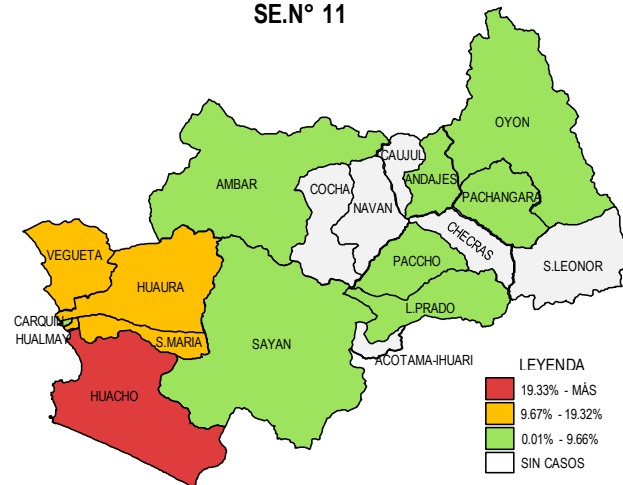 SE.N° 11
OYON
CAUJUL
ANDAJES
AMBAR
COCHA
NAVAN
PACHANGARA
CHECRAS
VEGUETA
PACCHO
S.LEONOR
HUAURA
L.PRADO
CARQUIN
HUALMAY
S.MARIA
SAYAN
ACOTAMA-IHUARI
HUACHO
LEYENDA
19.33% - MÁS
9.67% - 19.32%
0.01% - 9.66%
SIN CASOS